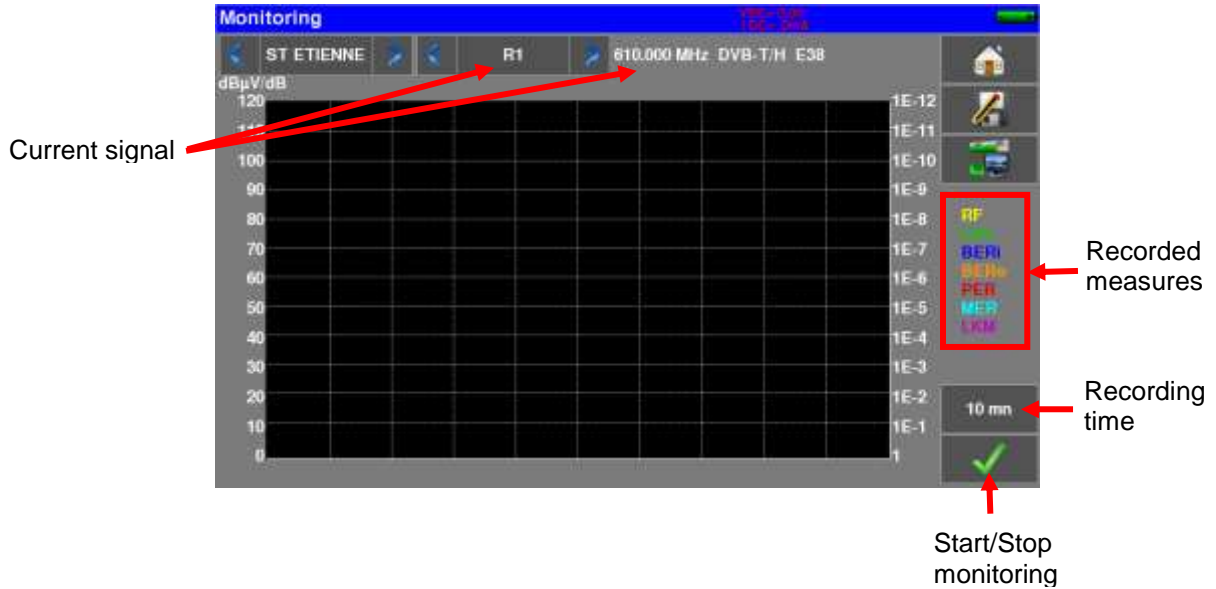 Monitoring
ST ETIENNE R1 610.000 MHz DVB-T/H E38
dBµV/dB
120 1E-12
110 1E-11
100 1E-10
90 1E-9
80 1E-8
70 1E-7
60 1E-6
50 1E-5
40 1E-4
30 1E-3
20 1E-2
10 1E-1
0 1
Current signal
RF
BERi
BERo
PER
MER
LKM
Recorded
measures
10 mn
Recording
time
Start/Stop
monitoring